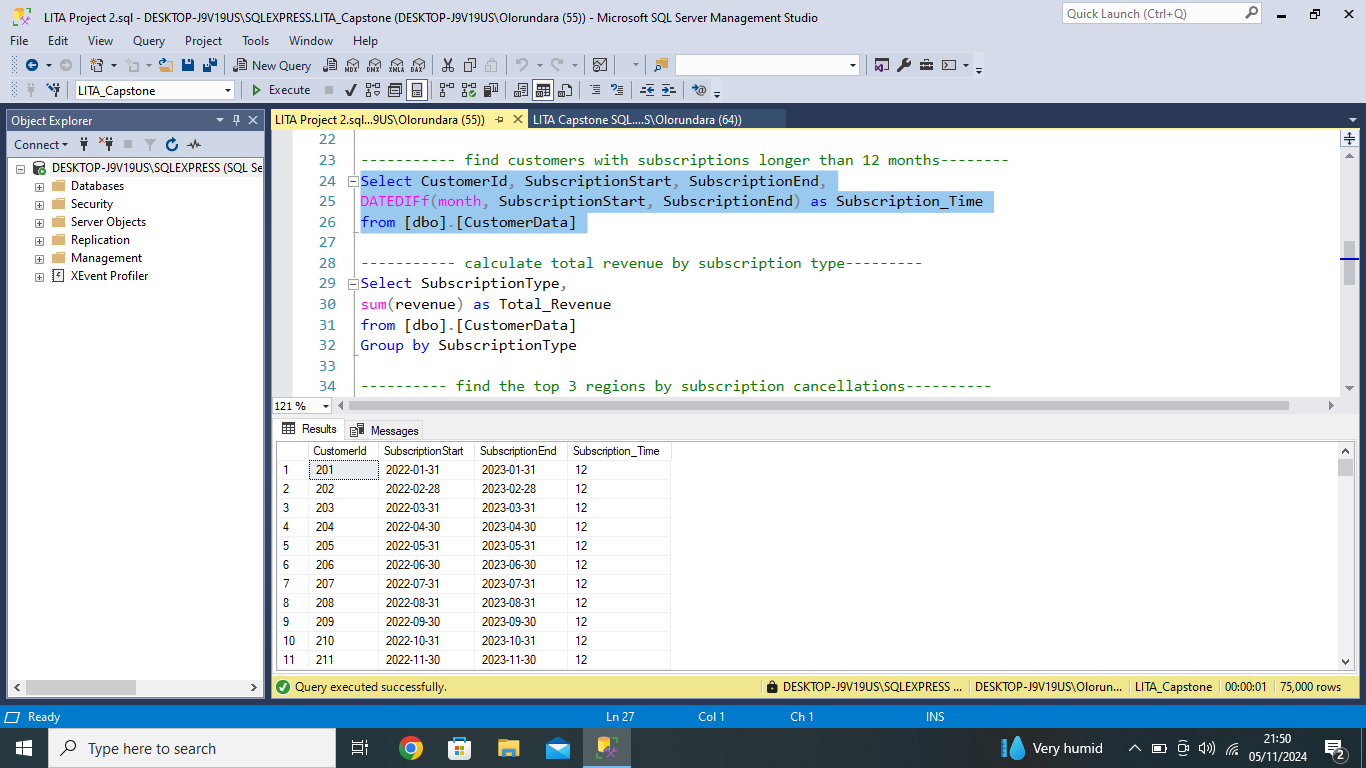 LITA Project 2.sql - DESKTOP-J9V19US\SQLEXPRESS.LITA_Capstone (DESKTOP-J9V19US\Olorundara (55)) - Microsoft SQL Server Management Studio
Quick Launch (Ctrl+Q)
File Edit View Query Project Tools Window Help
New Query MDX DMX XMLA DAX
LITA_Capstone Execute
Object Explorer
LITA Project 2.sql...9US\Olorundara (55)) LITA Capstone SQL....S\Olorundara (64))
Connect
DESKTOP-J9V19US\SQLEXPRESS (SQL Se
Databases
Security
Server Objects
Replication
Management
XEvent Profiler
22
23 ----------- find customers with subscriptions longer than 12 months--------
24 Select CustomerId, SubscriptionStart, SubscriptionEnd,
25 DATEDIFf(month, SubscriptionStart, SubscriptionEnd) as Subscription_Time
26 from [dbo].[CustomerData]
27
28 ----------- calculate total revenue by subscription type---------
29 Select SubscriptionType,
30 sum(revenue) as Total_Revenue
31 from [dbo].[CustomerData]
32 Group by SubscriptionType
33
34 ---------- find the top 3 regions by subscription cancellations----------
121 %
Results Messages
CustomerId SubscriptionStart SubscriptionEnd Subscription_Time
1 201 2022-01-31 2023-01-31 12
2 202 2022-02-28 2023-02-28 12
3 203 2022-03-31 2023-03-31 12
4 204 2022-04-30 2023-04-30 12
5 205 2022-05-31 2023-05-31 12
6 206 2022-06-30 2023-06-30 12
7 207 2022-07-31 2023-07-31 12
8 208 2022-08-31 2023-08-31 12
9 209 2022-09-30 2023-09-30 12
10 210 2022-10-31 2023-10-31 12
11 211 2022-11-30 2023-11-30 12
Query executed successfully. DESKTOP-J9V19US\SQLEXPRESS ... DESKTOP-J9V19US\Olorun... LITA_Capstone 00:00:01 75,000 rows
Ready Ln 27 Col 1 Ch 1 INS
Type here to search Very humid 21:50
05/11/2024 2